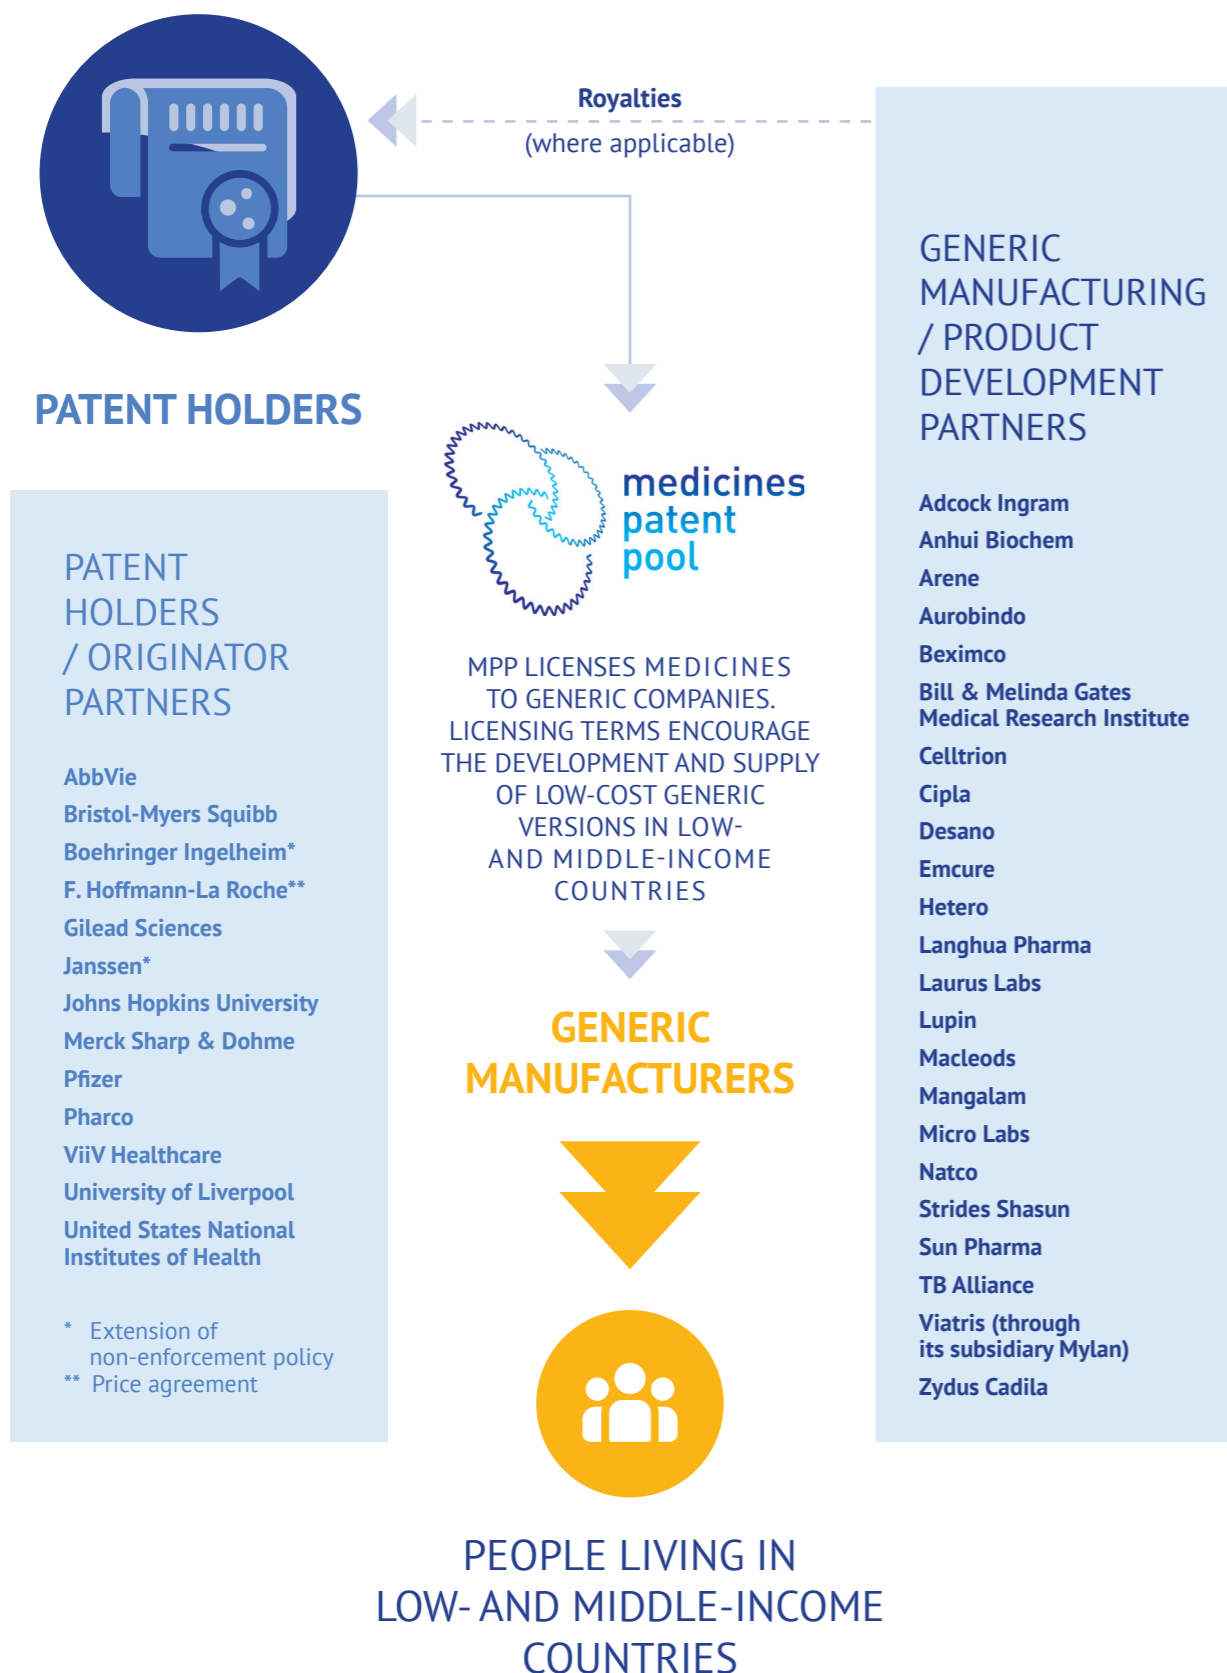 Royalties
(where applicable)
PATENT HOLDERS
PATENT
HOLDERS
/ ORIGINATOR
PARTNERS
AbbVie
Bristol-Myers Squibb
Boehringer Ingelheim*
F. Hoffmann-La Roche**
Gilead Sciences
Janssen*
Johns Hopkins University
Merck Sharp & Dohme
Pfizer
Pharco
ViiV Healthcare
University of Liverpool
United States National
Institutes of Health
* Extension of
non-enforcement policy
** Price agreement
medicines
patent
pool
MPP LICENSES MEDICINES
TO GENERIC COMPANIES.
LICENSING TERMS ENCOURAGE
THE DEVELOPMENT AND SUPPLY
OF LOW-COST GENERIC
VERSIONS IN LOW-
AND MIDDLE-INCOME
COUNTRIES
GENERIC
MANUFACTURERS
PEOPLE LIVING IN
LOW- AND MIDDLE-INCOME
COUNTRIES
GENERIC
MANUFACTURING
/ PRODUCT
DEVELOPMENT
PARTNERS
Adcock Ingram
Anhui Biochem
Arene
Aurobindo
Beximco
Bill & Melinda Gates
Medical Research Institute
Celltrion
Cipla
Desano
Emcure
Hetero
Langhua Pharma
Laurus Labs
Lupin
Macleods
Mangalam
Micro Labs
Natco
Strides Shasun
Sun Pharma
TB Alliance
Viatris (through
its subsidiary Mylan)
Zydus Cadila